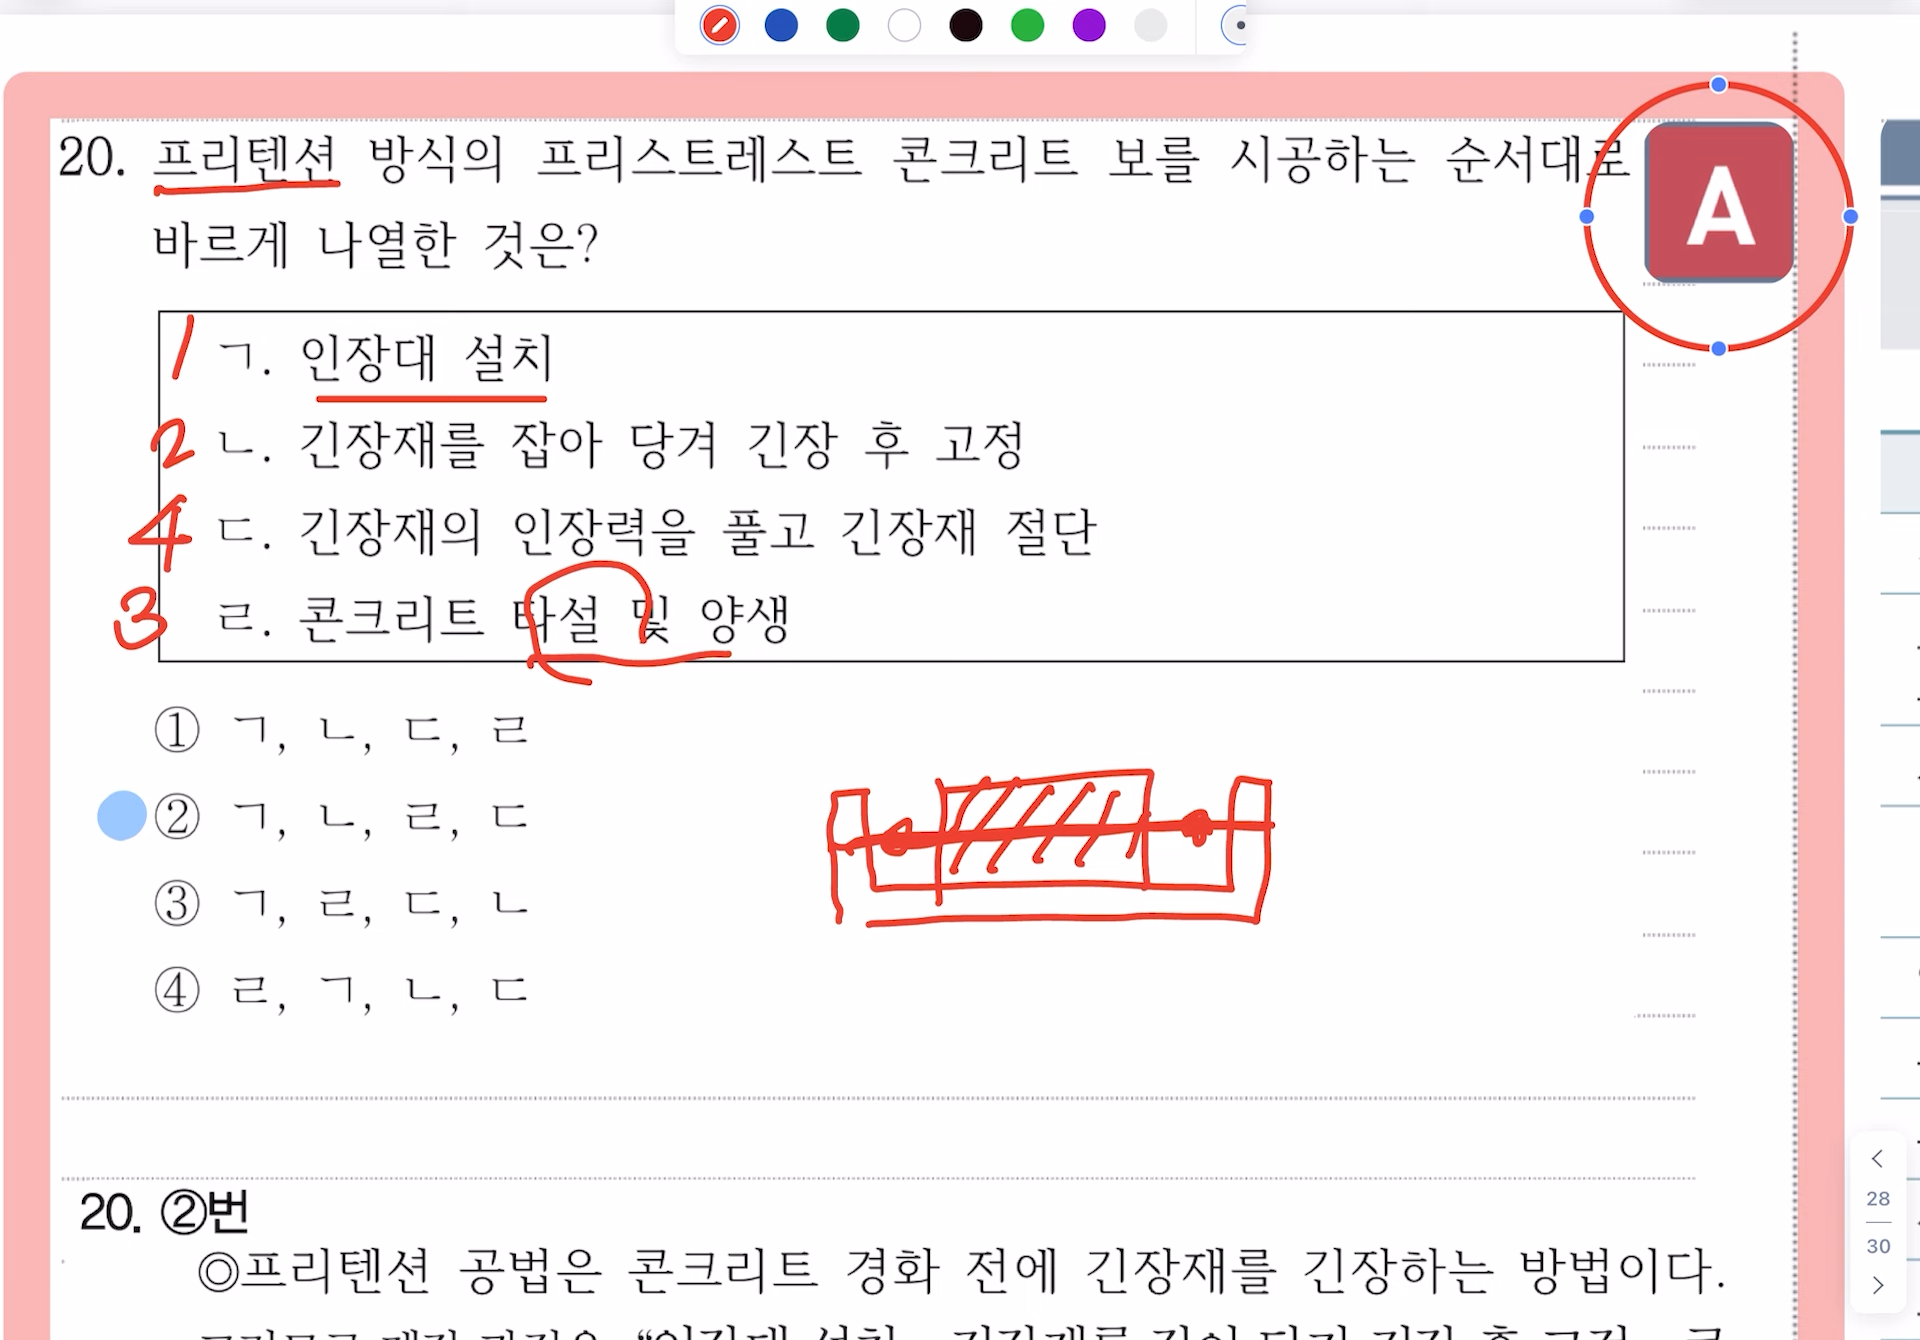 20. 프리텐션 방식의 프리스트레스트 콘크리트 보를 시공하는 순서대로
바르게 나열한 것은?
A
1 ㄱ. 인장대 설치
2 ㄴ. 긴장재를 잡아 당겨 긴장 후 고정
4 ㄷ. 긴장재의 인장력을 풀고 긴장재 절단
3 ㄹ. 콘크리트 타설 및 양생
① ㄱ, ㄴ, ㄷ, ㄹ
② ㄱ, ㄴ, ㄹ, ㄷ
③ ㄱ, ㄹ, ㄷ, ㄴ
④ ㄹ, ㄱ, ㄴ, ㄷ
20. ②번
◎프리텐션 공법은 콘크리트 경화 전에 긴장재를 긴장하는 방법이다.
28
30